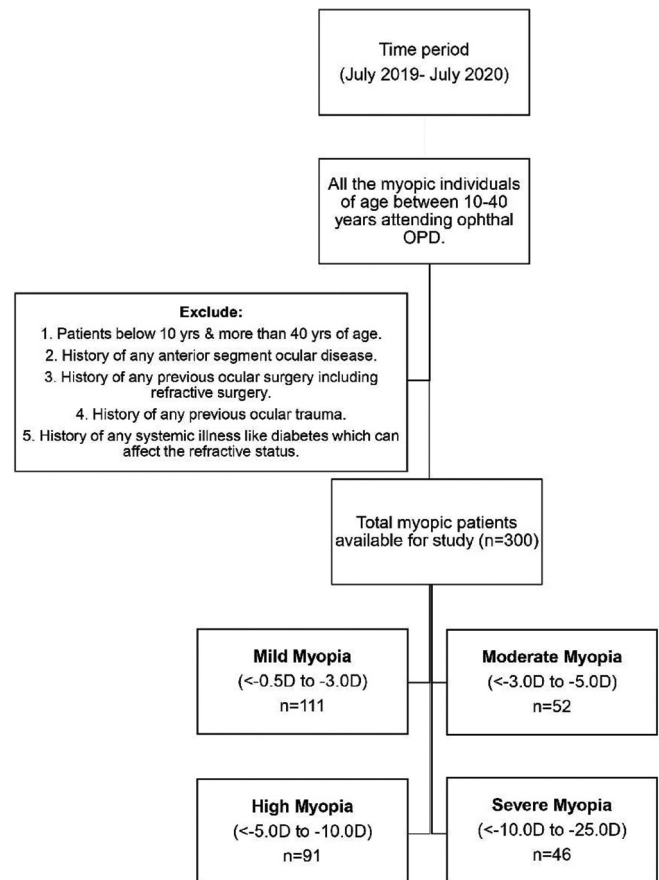 Time period
(July 2019- July 2020)
All the myopic individuals
of age between 10-40
years attending ophthal
OPD.
Exclude:
1. Patients below 10 yrs & more than 40 yrs of age.
2. History of any anterior segment ocular disease.
3. History of any previous ocular surgery including
refractive surgery.
4. History of any previous ocular trauma.
5. History of any systemic illness like diabetes which can
affect the refractive status.
Total myopic patients
available for study (n=300)
Mild Myopia
(<-0.5D to -3.0D)
n=111
Moderate Myopia
(<-3.0D to -5.0D)
n=52
High Myopia
(<-5.0D to -10.0D)
n=91
Severe Myopia
(<-10.0D to -25.0D)
n=46